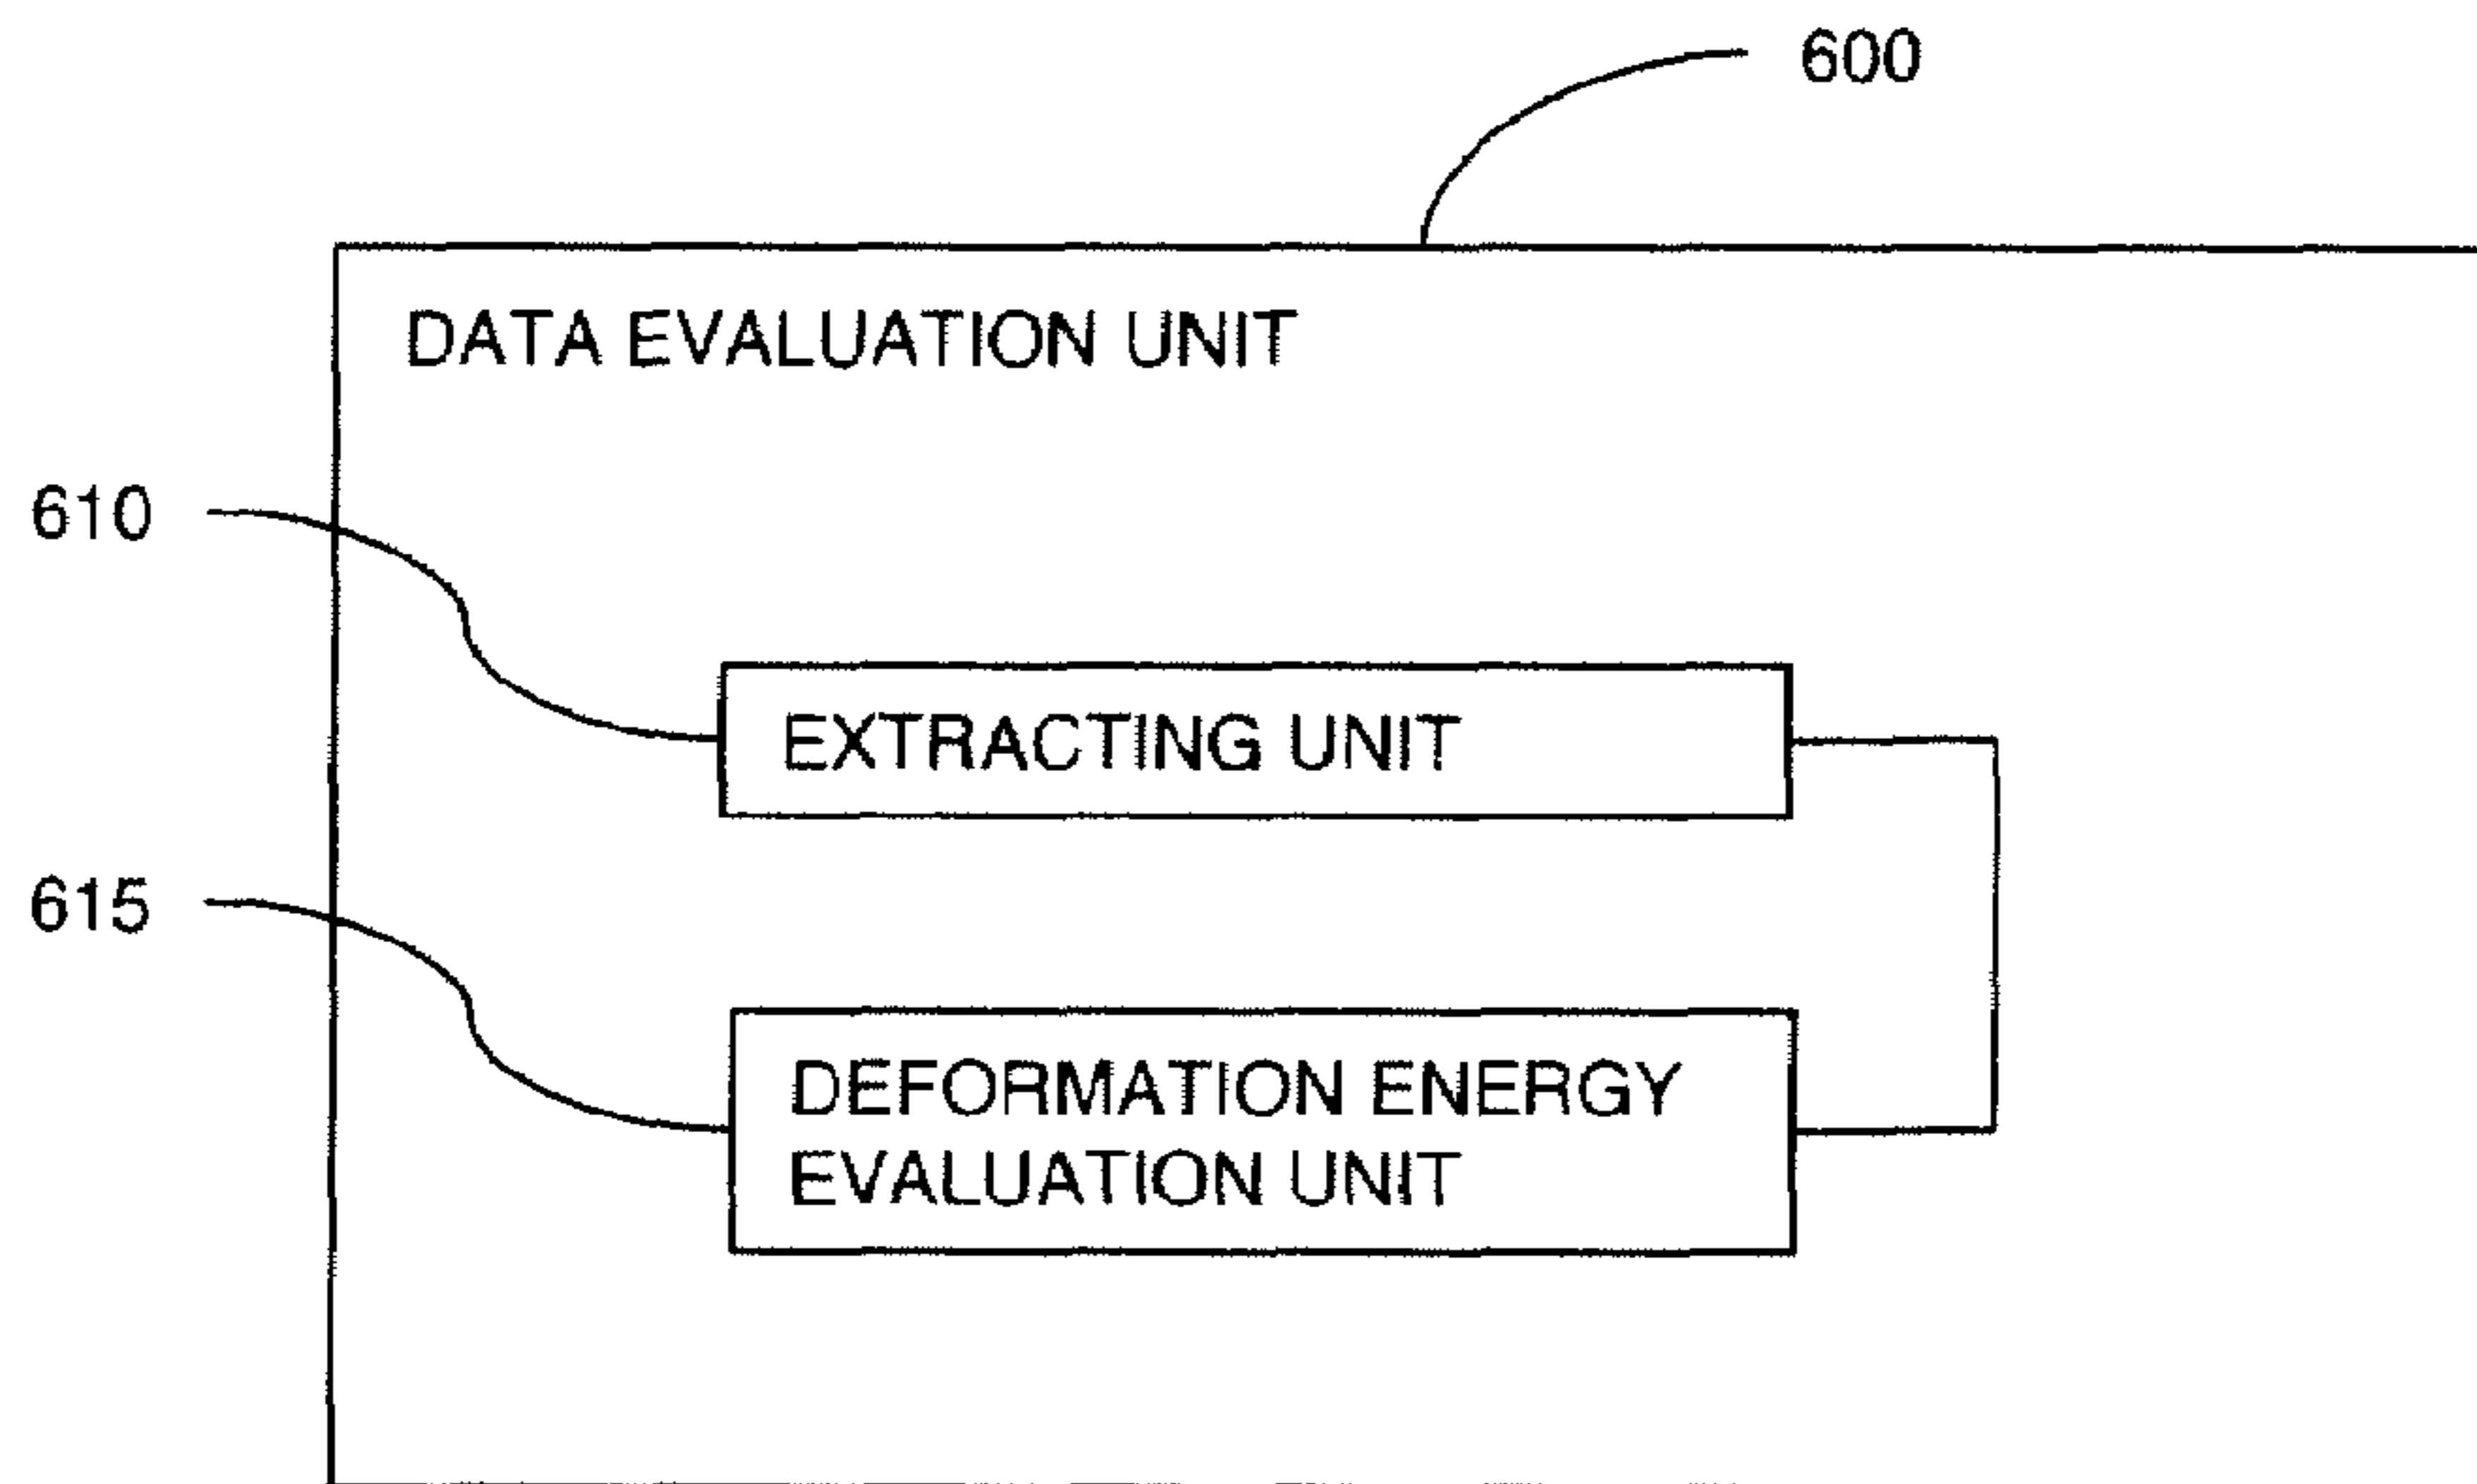 600
DATA EVALUATION UNIT
610
EXTRACTING UNIT
615
DEFORMATION ENERGY
EVALUATION UNIT